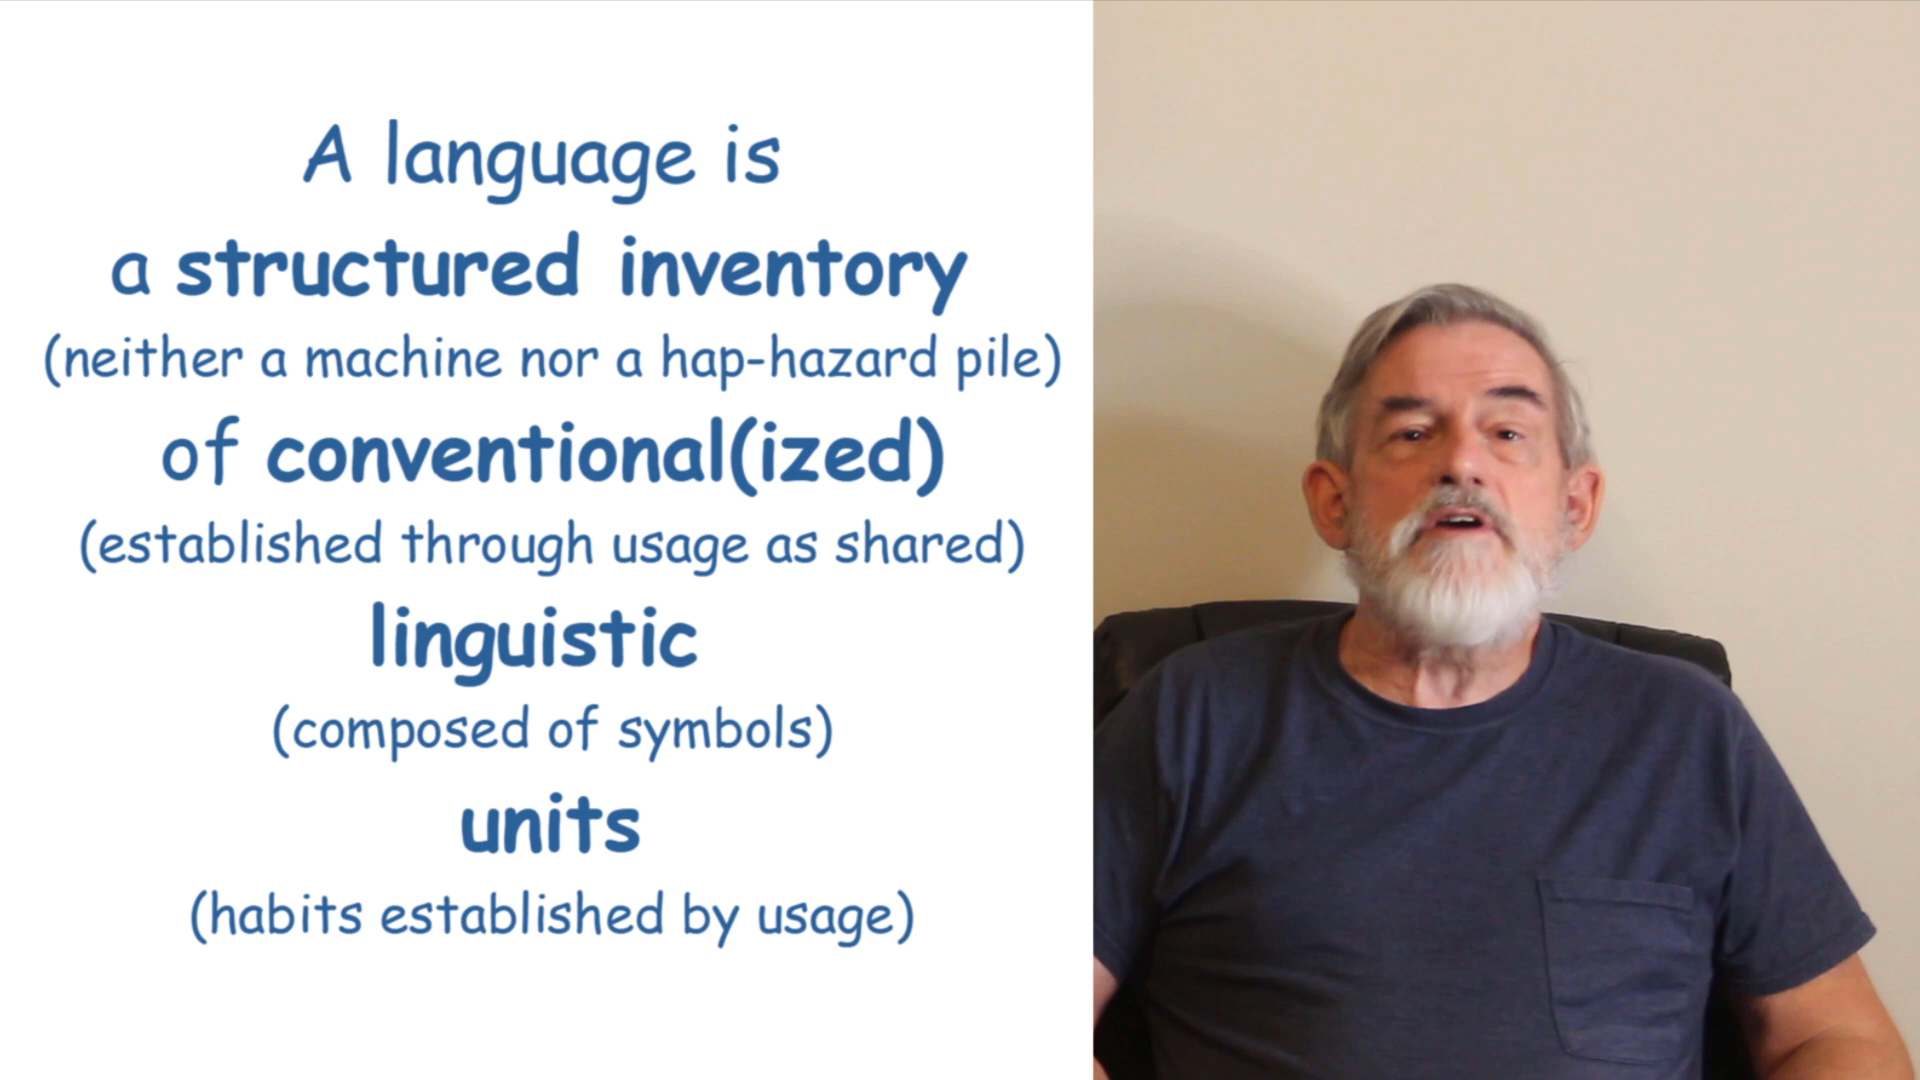 A language is
a structured inventory
(neither a machine nor a hap-hazard pile)
of conventional(ized)
(established through usage as shared)
linguistic
(composed of symbols)
units
(habits established by usage)